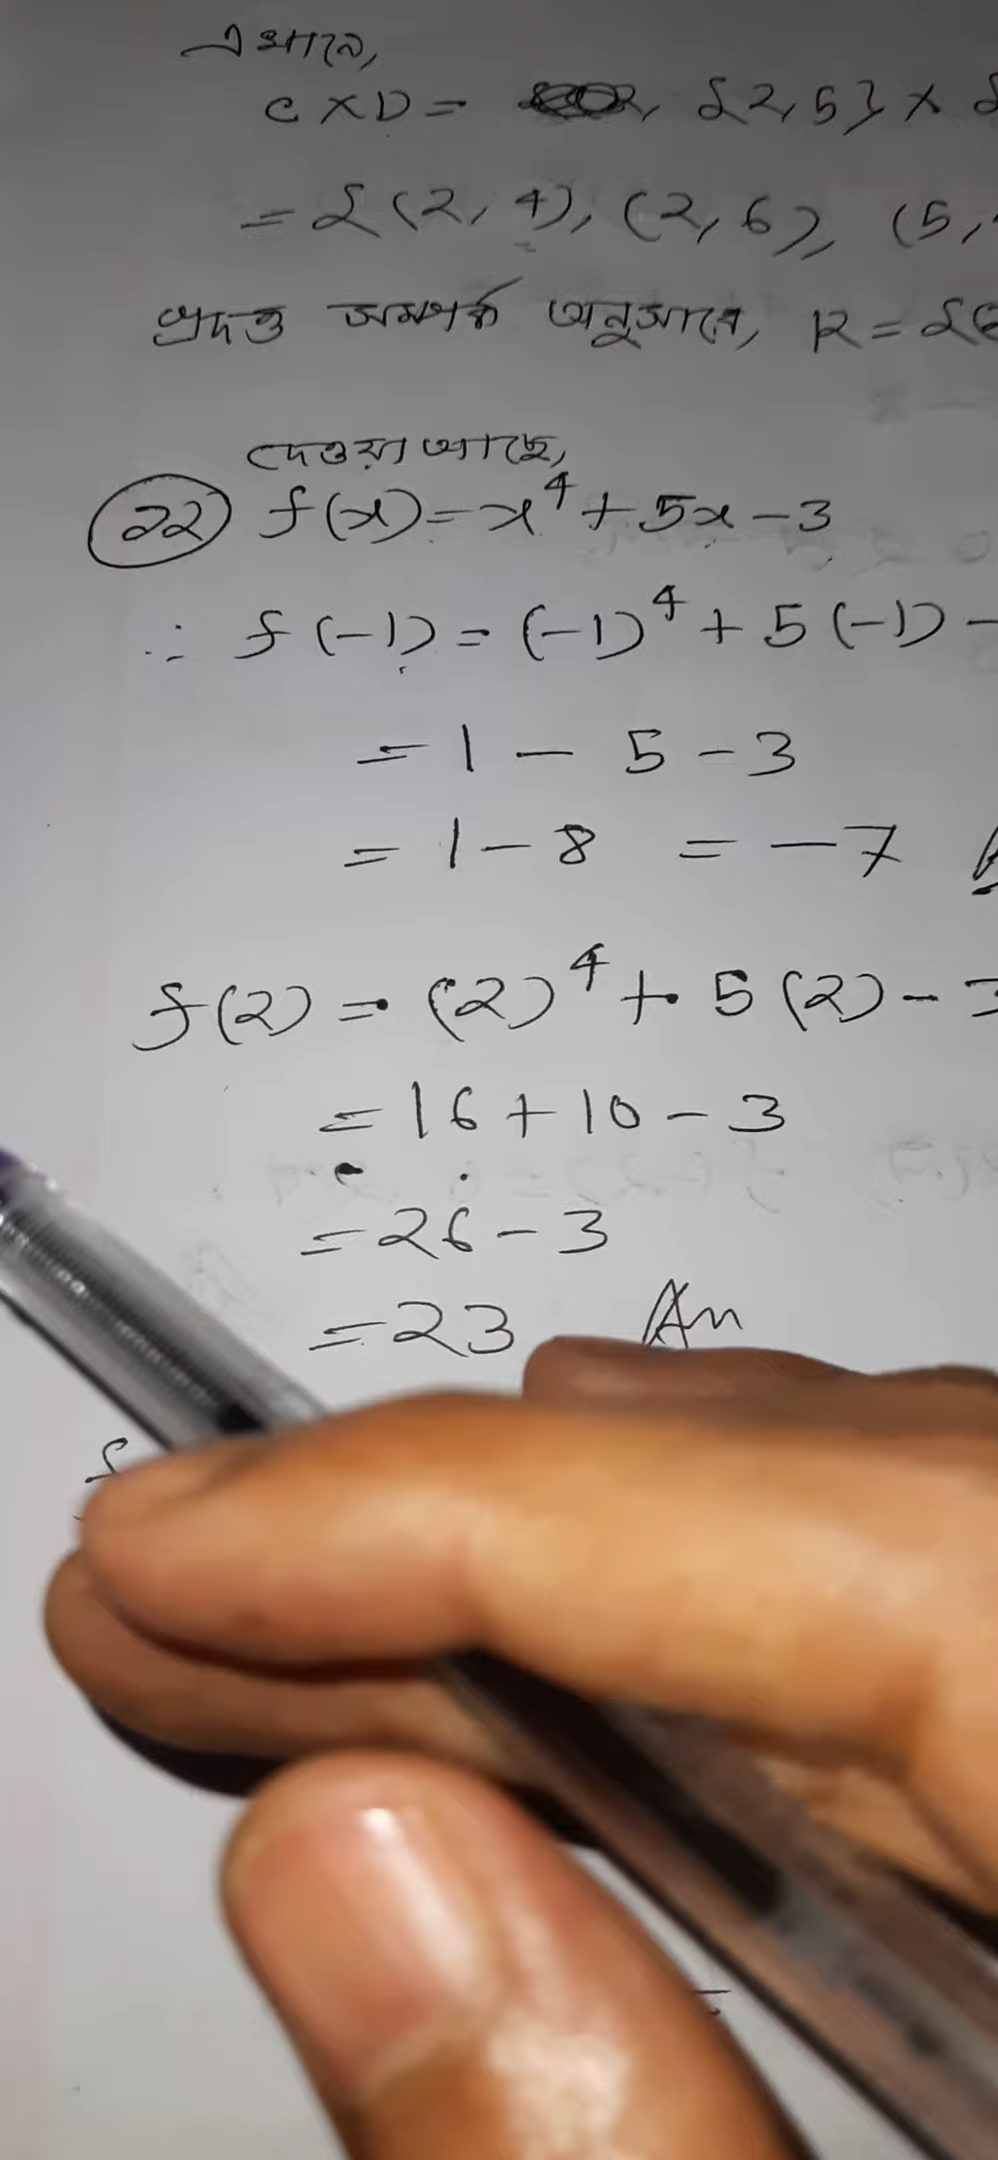 এখানে,
C X D = {2, 5} X {
= { (2, 4), (2, 6), (5,
প্রদত্ত সম্পর্ক অনুসারে, R = {(
দেওয়া আছে,
২২ f(x) = x⁴ + 5x - 3
∴ f(-1) = (-1)⁴ + 5(-1) -
= 1 - 5 - 3
= 1 - 8 = -7
f(2) = (2)⁴ + 5(2) - 3
= 16 + 10 - 3
= 26 - 3
= 23 An
f
=